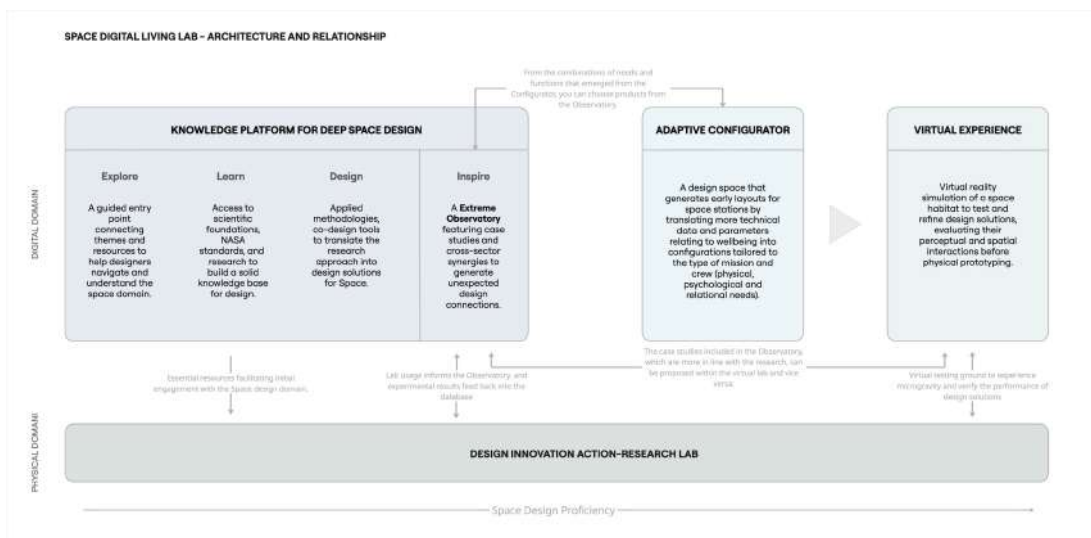 SPACE DIGITAL LIVING LAB – ARCHITECTURE AND RELATIONSHIP
From the combinations of needs and
functions that emerged from the
Configurator, you can choose products from
the Observatory
DIGITAL DOMAIN
KNOWLEDGE PLATFORM FOR DEEP SPACE DESIGN
Explore
A guided entry
point
connecting
themes and
resources to
help designers
navigate and
understand the
space domain.
Learn
Access to
scientific
foundations,
NASA
standards, and
research to
build a solid
knowledge base
for design.
Design
Applied
methodologies,
co-design tools
to translate the
research
approach into
design solutions
for Space.
Inspire
A Extreme
Observatory
featuring case
studies and
cross-sector
synergies to
generate
unexpected
design
connections.
ADAPTIVE CONFIGURATOR
A design space that
generates early layouts for
space stations by
translating more technical
data and parameters
relating to wellbeing into
configurations tailored to
the type of mission and
crew (physical,
psychological and
relational needs).
VIRTUAL EXPERIENCE
Virtual reality
simulation of a space
habitat to test and
refine design solutions,
evaluating their
perceptual and spatial
interactions before
physical prototyping.
Essential resources facilitating initial
engagement with the Space design domain.
Lab usage informs the Observatory, and
experimental results feed back into the
database
The case studies included in the Observatory,
which are more in line with the research, can
be proposed within the virtual lab and vice
versa
Virtual testing ground to experience
microgravity and verify the performance of
design solutions
PHYSICAL DOMANI
DESIGN INNOVATION ACTION-RESEARCH LAB
Space Design Proficiency